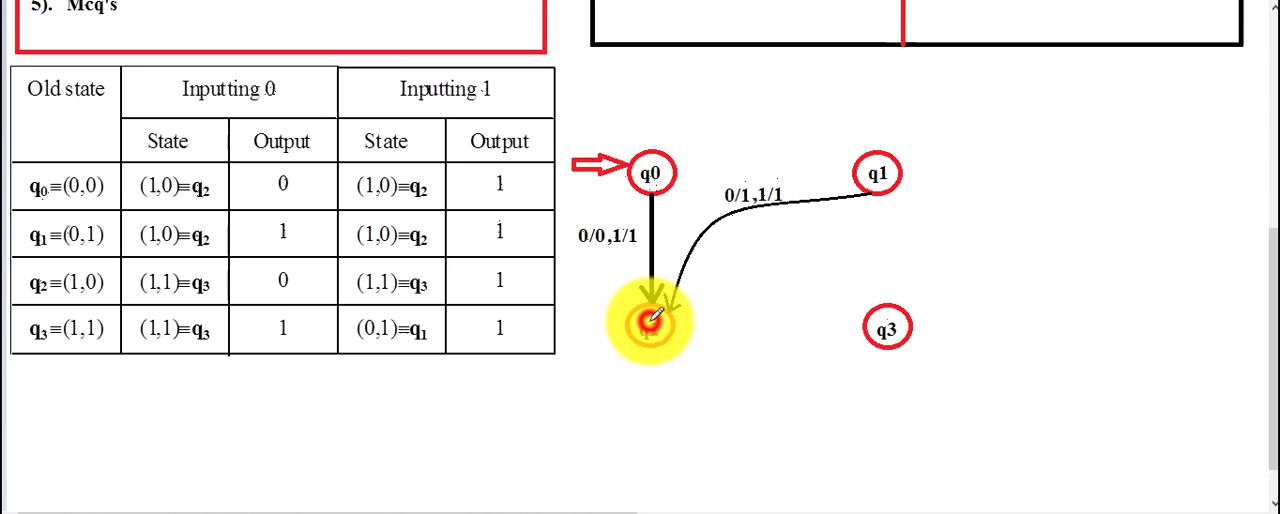 5). Mcq's
Old state Inputting 0 Inputting 1
State Output State Output
q₀≡(0,0) (1,0)≡q₂ 0 (1,0)≡q₂ 1
q₁≡(0,1) (1,0)≡q₂ 1 (1,0)≡q₂ 1
q₂≡(1,0) (1,1)≡q₃ 0 (1,1)≡q₃ 1
q₃≡(1,1) (1,1)≡q₃ 1 (0,1)≡q₁ 1
q0
q1
0/1,1/1
0/0,1/1
q3